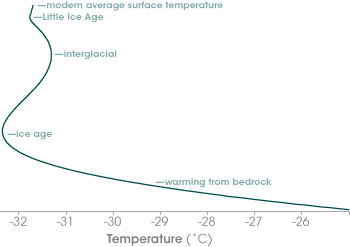 modern average surface temperature
Little Ice Age
interglacial
ice age
warming from bedrock
-32 -31 -30 -29 -28 -27 -26
Temperature (˚C)